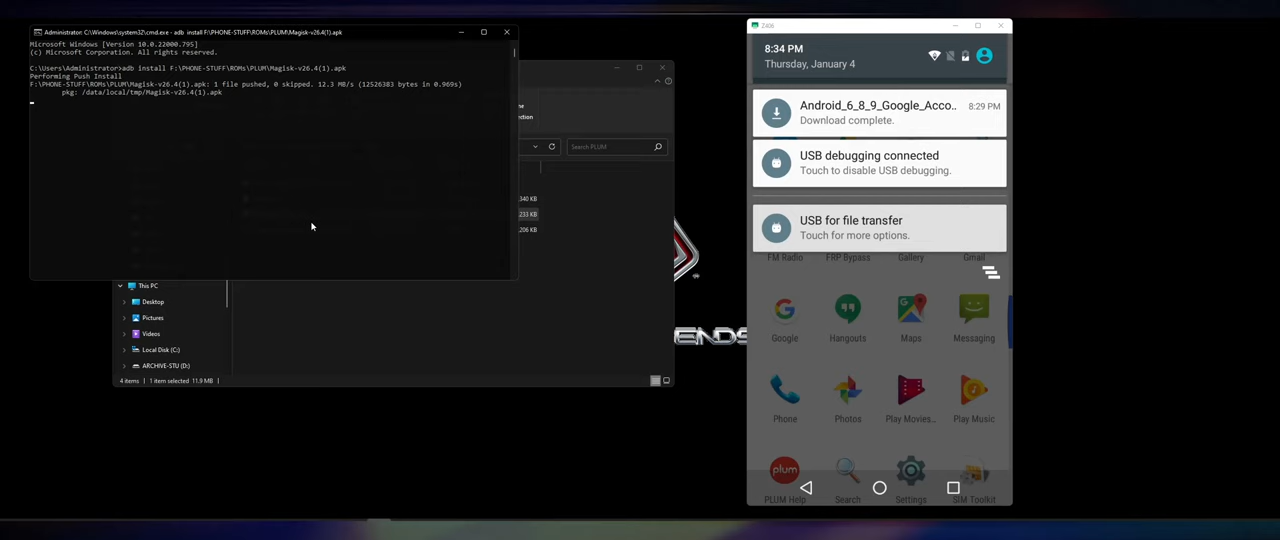 Administrator: C:\Windows\system32\cmd.exe - adb install F:\PHONE-STUFF\ROMs\PLUM\Magisk-v26.4(1).apk
Microsoft Windows [Version 10.0.22000.795]
(c) Microsoft Corporation. All rights reserved.
C:\Users\Administrator>adb install F:\PHONE-STUFF\ROMs\PLUM\Magisk-v26.4(1).apk
Performing Push Install
F:\PHONE-STUFF\ROMs\PLUM\Magisk-v26.4(1).apk: 1 file pushed, 0 skipped. 12.3 MB/s (12526383 bytes in 0.969s)
pkg: /data/local/tmp/Magisk-v26.4(1).apk
Search PLUM
340 KB
233 KB
206 KB
This PC
Desktop
Pictures
Videos
Local Disk (C:)
ARCHIVE-STU (D:)
4 items
1 item selected 11.9 MB
ENDS
Z406
8:34 PM
Thursday, January 4
Android_6_8_9_Google_Acco..
8:29 PM
Download complete.
USB debugging connected
Touch to disable USB debugging.
USB for file transfer
Touch for more options.
FM Radio
FRP Bypass
Gallery
Gmail
Google
Hangouts
Maps
Messaging
Phone
Photos
Play Movies..
Play Music
plum
PLUM Help
Search
Settings
SIM Toolkit